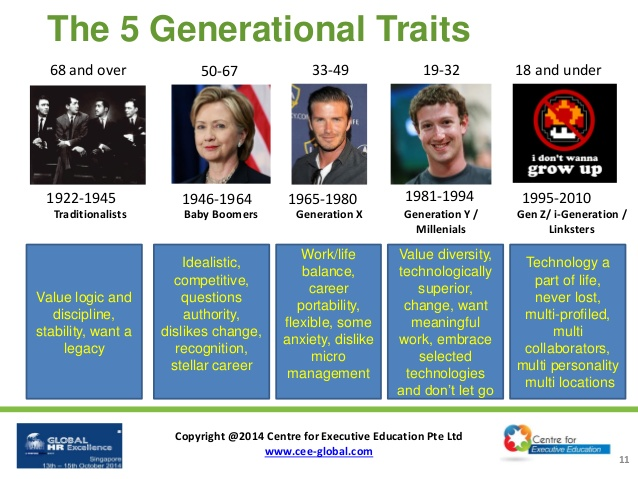 The 5 Generational Traits
68 and over
50-67
33-49
19-32
18 and under
i don't wanna
grow up
1922-1945
Traditionalists
1946-1964
Baby Boomers
1965-1980
Generation X
1981-1994
Generation Y /
Millenials
1995-2010
Gen Z/ i-Generation /
Linksters
Value logic and
discipline,
stability, want a
legacy
Idealistic,
competitive,
questions
authority,
dislikes change,
recognition,
stellar career
Work/life
balance,
career
portability,
flexible, some
anxiety, dislike
micro
management
Value diversity,
technologically
superior,
change, want
meaningful
work, embrace
selected
technologies
and don't let go
Technology a
part of life,
never lost,
multi-profiled,
multi
collaborators,
multi personality
multi locations
GLOBAL
HR Excellence
Singapore
13th – 15th October 2014
Copyright @2014 Centre for Executive Education Pte Ltd
www.cee-global.com
Centre for
Executive Education
11